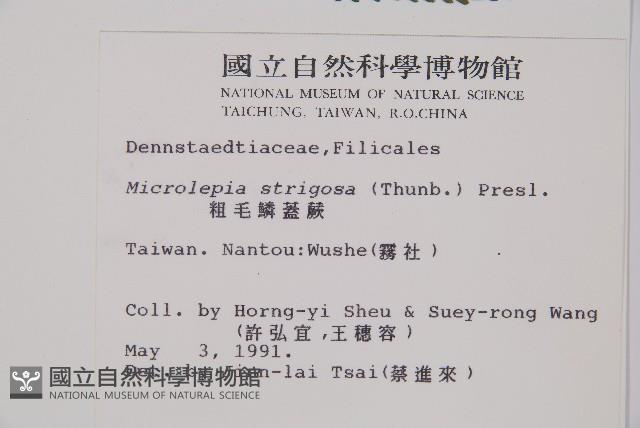 國立自然科學博物館
NATIONAL MUSEUM OF NATURAL SCIENCE
TAICHUNG, TAIWAN, R.O.CHINA
Dennstaedtiaceae,Filicales
Microlepia strigosa (Thunb.) Presl.
粗毛鱗蓋蕨
Taiwan. Nantou:Wushe(霧社)
Coll. by Horng-yi Sheu & Suey-rong Wang
(許弘宜,王穗容)
May 3, 1991.
-lai Tsai(蔡進來)
國立自然科學博物館
NATIONAL MUSEUM OF NATURAL SCIENCE